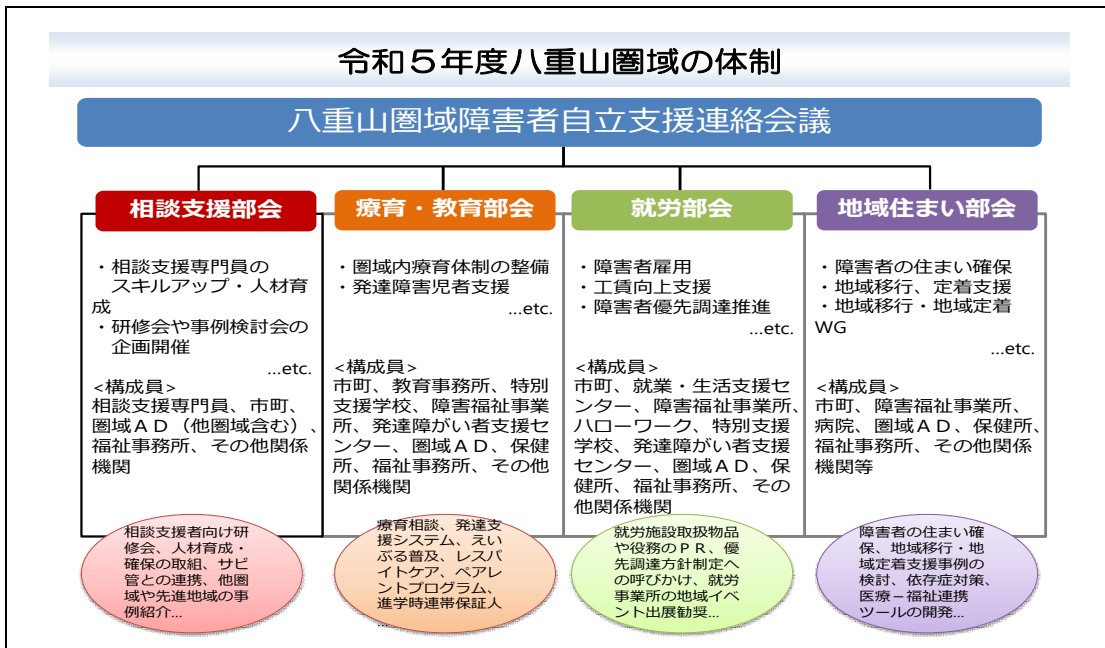 令和５年度八重山圏域の体制
八重山圏域障害者自立支援連絡会議
相談支援部会
・相談支援専門員の
スキルアップ・人材育
成
・研修会や事例検討会の
企画開催
...etc.
<構成員>
相談支援専門員、市町、
圏域ＡＤ（他圏域含む）、
福祉事務所、その他関係
機関
相談支援者向け研
修会、人材育成・
確保の取組、サビ
管との連携、他圏
域や先進地域の事
例紹介...
療育・教育部会
・圏域内療育体制の整備
・発達障害児者支援
...etc.
<構成員>
市町、教育事務所、特別
支援学校、障害福祉事業
所、発達障がい者支援セ
ンター、圏域ＡＤ、保健
所、福祉事務所、その他
関係機関
療育相談、発達支
援システム、えい
ぶる普及、レスパ
イトケア、ペアレ
ントプログラム、
進学時連帯保証人
...
就労部会
・障害者雇用
・工賃向上支援
・障害者優先調達推進
...etc.
<構成員>
市町、就業・生活支援セ
ンター、障害福祉事業所、
ハローワーク、特別支援
学校、発達障がい者支援
センター、圏域ＡＤ、保
健所、福祉事務所、その
他関係機関
就労施設取扱物品
や役務のＰＲ、優
先調達方針制定へ
の呼びかけ、就労
事業所の地域イベ
ント出展勧奨...
地域住まい部会
・障害者の住まい確保
・地域移行、定着支援
・地域移行・地域定着
WG
...etc.
<構成員>
市町、障害福祉事業所、
病院、圏域ＡＤ、保健所、
福祉事務所、その他関係
機関等
障害者の住まい確
保、地域移行・地
域定着支援事例の
検討、依存症対策、
医療－福祉連携
ツールの開発...